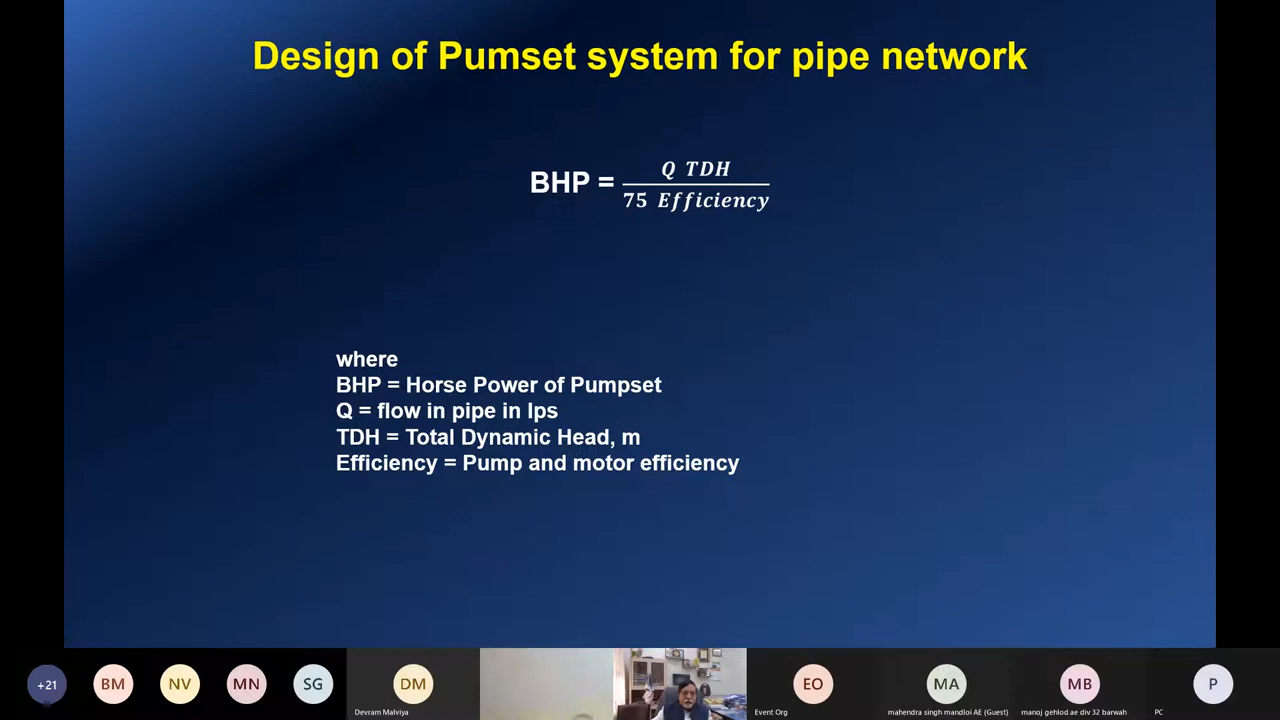 Design of Pumset system for pipe network
BHP = Q TDH / 75 Efficiency
where
BHP = Horse Power of Pumpset
Q = flow in pipe in lps
TDH = Total Dynamic Head, m
Efficiency = Pump and motor efficiency
+21 BM NV MN SG DM EO MA MB P
Devram Malviya Event Org mahendra singh mandloi AE (Guest) manoj gehlod ae div 32 barwah PC